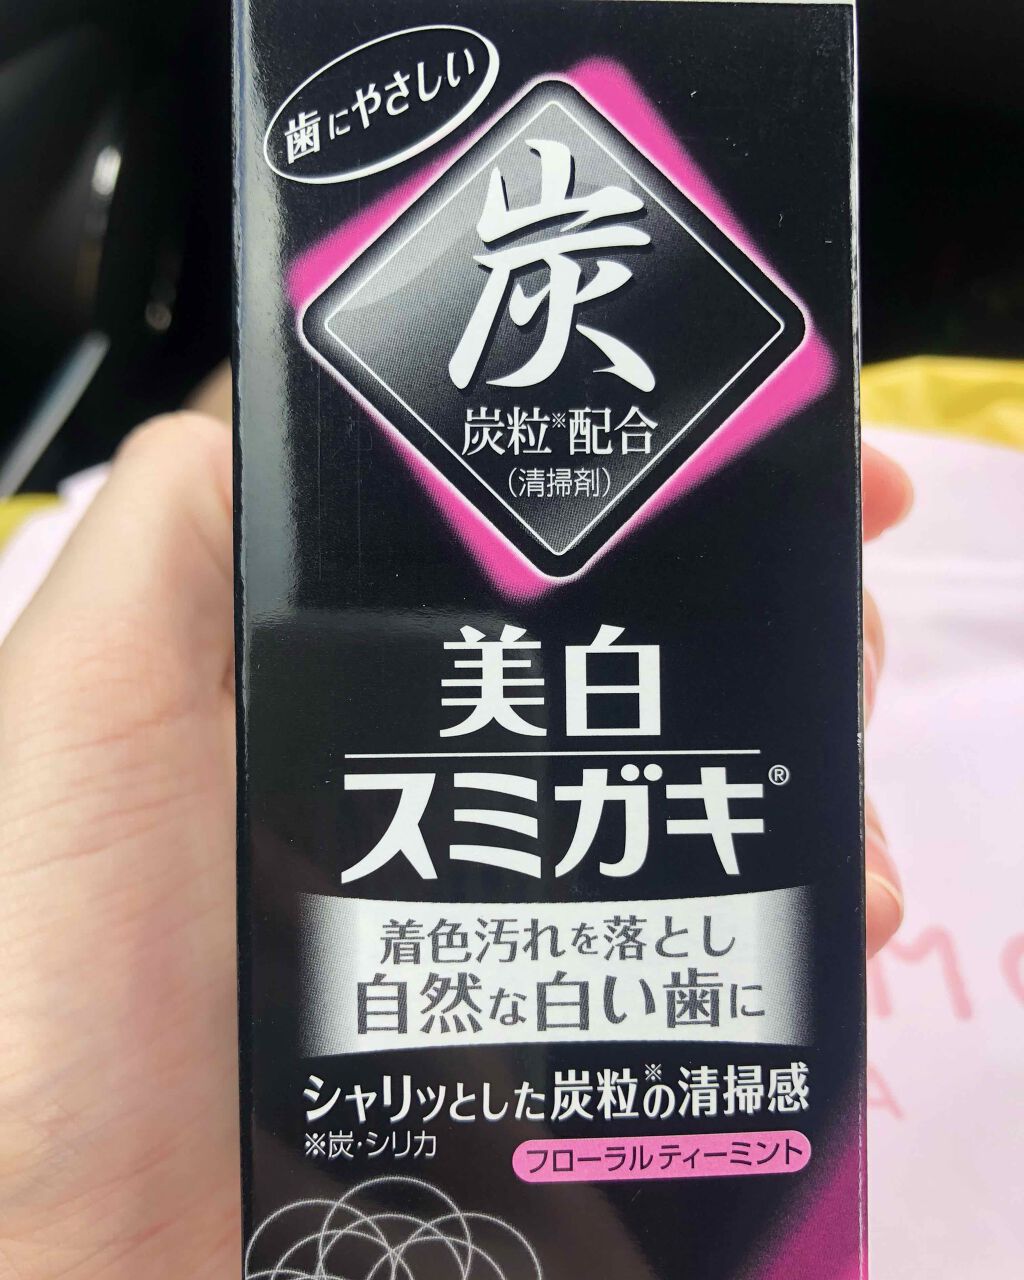 歯にやさしい
炭
炭粒※配合
(清掃剤)
美白
スミガキ®
着色汚れを落とし
自然な白い歯に
シャリッとした炭粒※の清掃感
※炭・シリカ
フローラルティーミント
MO
A